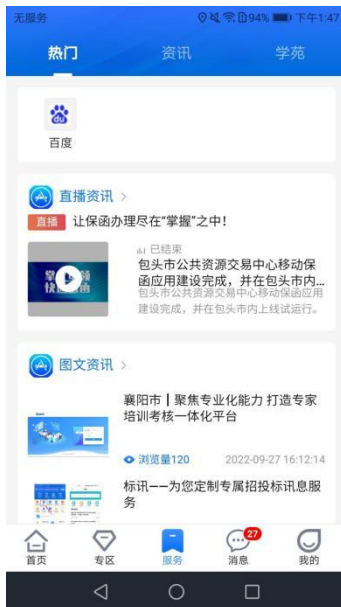 无服务
94% 下午1:47
热门
资讯
学苑
du
百度
直播资讯 >
直播 让保函办理尽在“掌握”之中!
已结束
包头市公共资源交易中心移动保
函应用建设完成，并在包头市内...
包头市公共资源交易中心移动保函应用
建设完成，并在包头市内上线试运行。
图文资讯 >
襄阳市┃聚焦专业化能力 打造专家
培训考核一体化平台
浏览量120
2022-09-27 16:12:14
标讯——为您定制专属招投标讯息服
务
27
首页
专区
服务
消息
我的